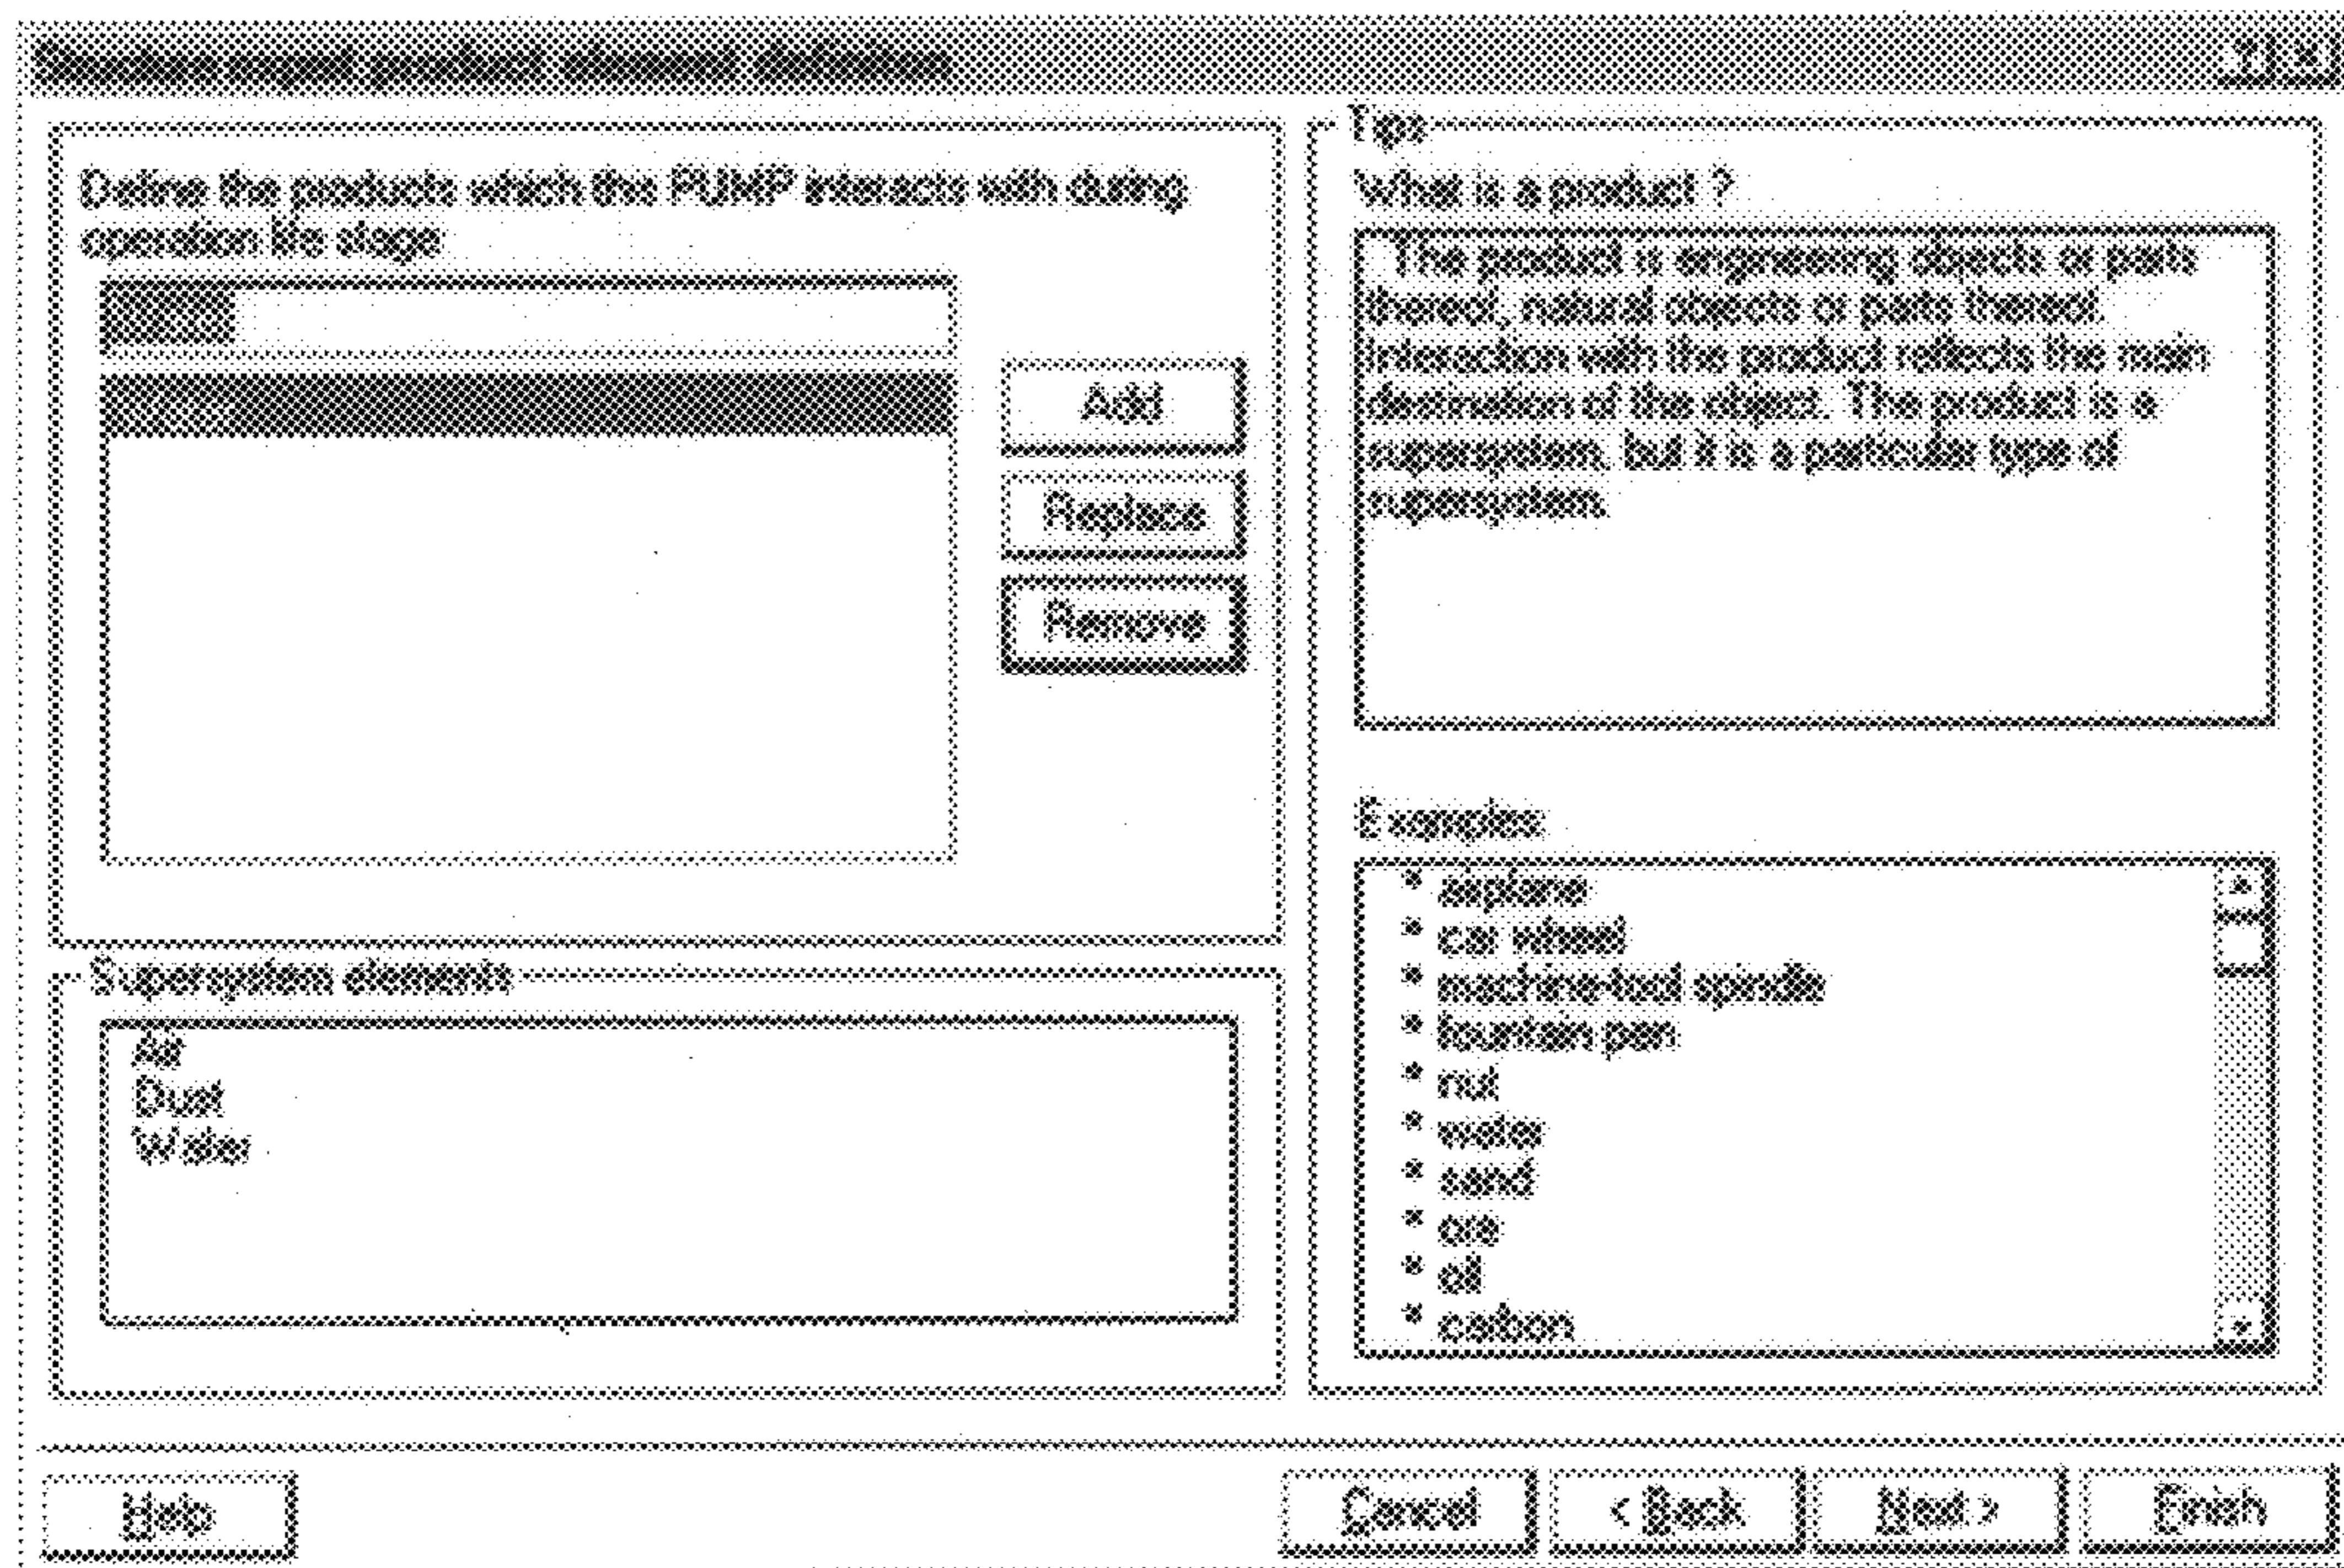 product element definition
Define the products which the PUMP interacts with during
operation life stage
Add
Replace
Remove
Supersystem elements
Air
Dust
Water
Tips
What is a product ?
The product is engineering objects or parts
thereof, natural objects or parts thereof.
Interaction with the product reflects the main
destination of the object. The product is a
supersystem, but it is a particular type of
supersystem.
Examples
* airplane
* car wheel
* machine-tool spindle
* fountain pen
* nut
* water
* sand
* ore
* oil
* carbon
Help
Cancel
< Back
Next >
Finish